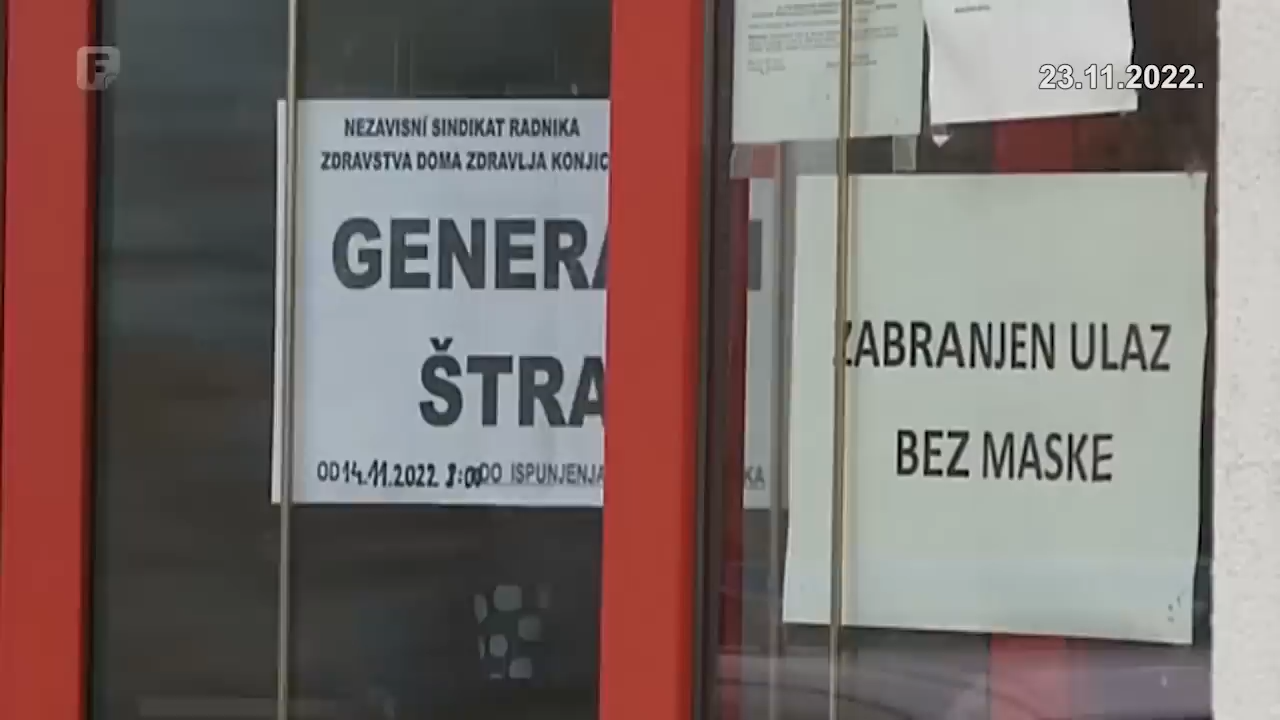 F
23.11.2022.
NEZAVISNI SINDIKAT RADNIKA
ZDRAVSTVA DOMA ZDRAVLJA KONJIC
GENERA
ŠTRA
OD 14.11.2022. 8:00 DO ISPUNJENJA
KA
ZABRANJEN ULAZ
BEZ MASKE